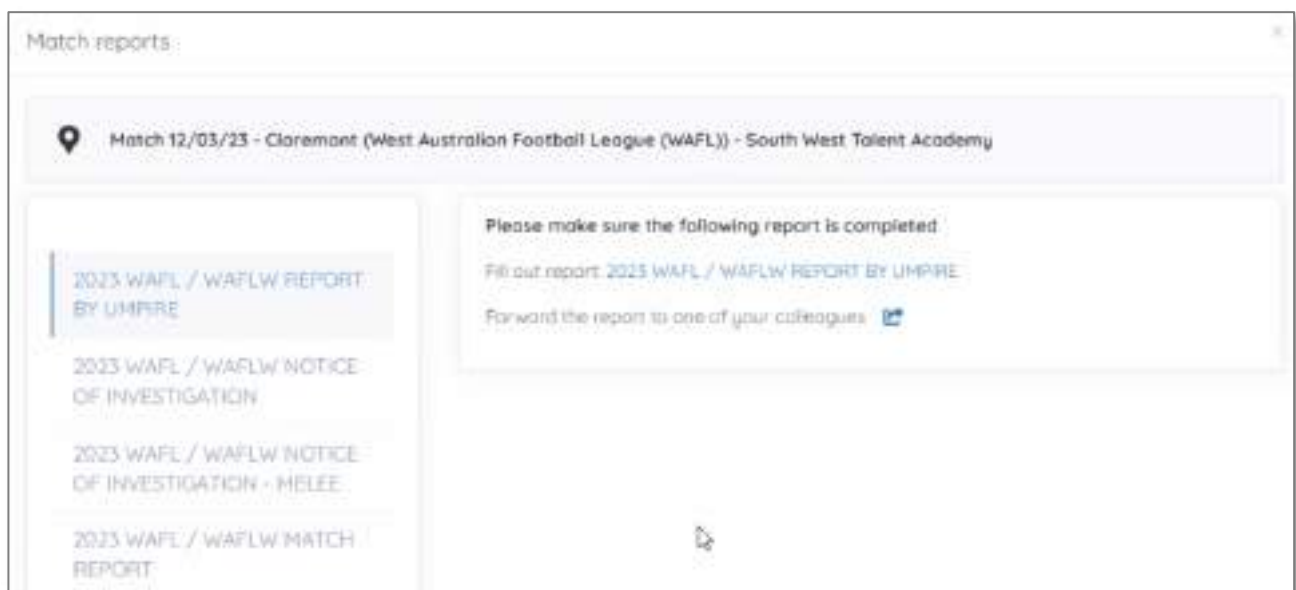 Match reports
×
Match 12/03/23 - Claremont (West Australian Football League (WAFL)) - South West Talent Academy
2023 WAFL / WAFLW REPORT
BY UMPIRE
2023 WAFL / WAFLW NOTICE
OF INVESTIGATION
2023 WAFL / WAFLW NOTICE
OF INVESTIGATION - MELEE
2023 WAFL / WAFLW MATCH
REPORT
Please make sure the following report is completed
Fill out report: 2023 WAFL / WAFLW REPORT BY UMPIRE
Forward the report to one of your colleagues